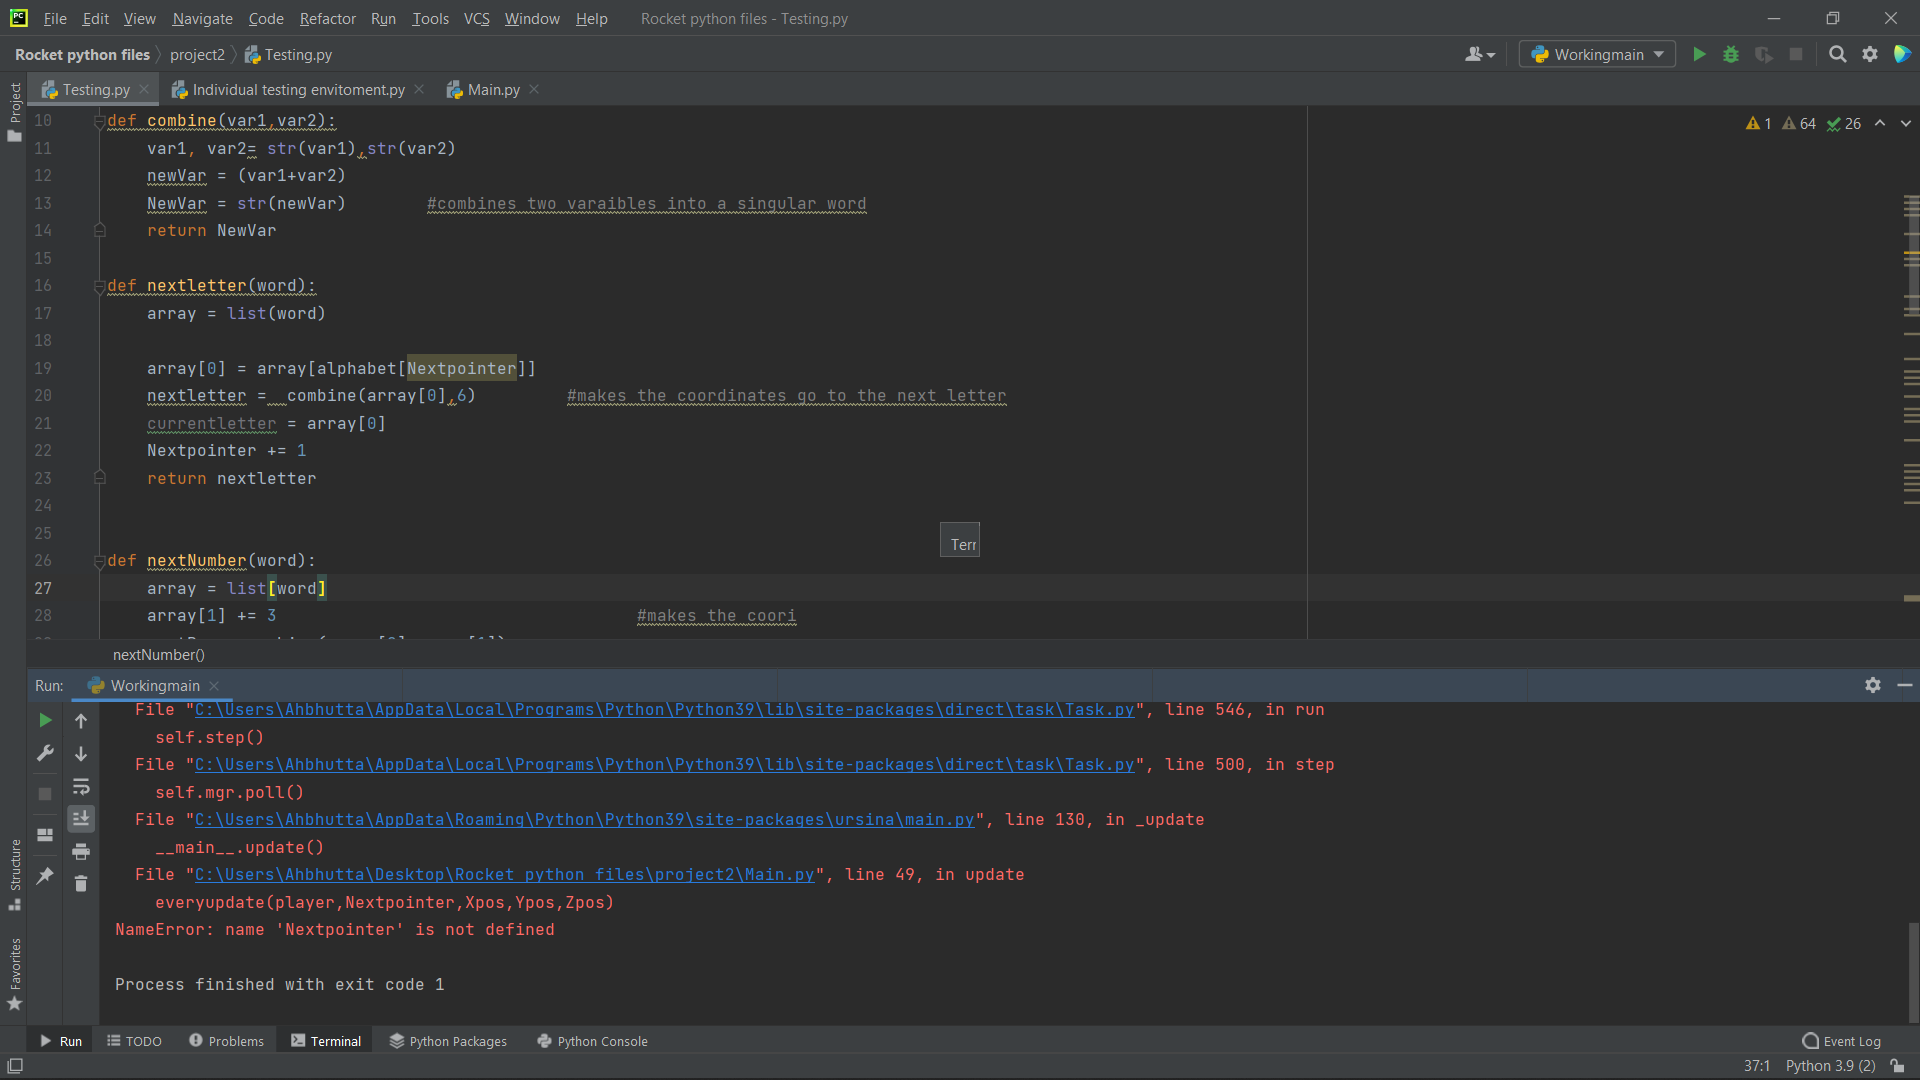 File Edit View Navigate Code Refactor Run Tools VCS Window Help Rocket python files - Testing.py
Rocket python files project2 Testing.py Workingmain
Testing.py Individual testing envitoment.py Main.py
Project
10 def combine(var1,var2):
1 64 26
11 var1, var2= str(var1),str(var2)
12 newVar = (var1+var2)
13 NewVar = str(newVar) #combines two varaibles into a singular word
14 return NewVar
15
16 def nextletter(word):
17 array = list(word)
18
19 array[0] = array[alphabet[Nextpointer]]
20 nextletter = combine(array[0],6) #makes the coordinates go to the next letter
21 currentletter = array[0]
22 Nextpointer += 1
23 return nextletter
24
25
Terr
26 def nextNumber(word):
27 array = list[word]
28 array[1] += 3 #makes the coori
nextNumber()
Run: Workingmain
File "C:\Users\Ahbhutta\AppData\Local\Programs\Python\Python39\lib\site-packages\direct\task\Task.py", line 546, in run
self.step()
File "C:\Users\Ahbhutta\AppData\Local\Programs\Python\Python39\lib\site-packages\direct\task\Task.py", line 500, in step
self.mgr.poll()
File "C:\Users\Ahbhutta\AppData\Roaming\Python\Python39\site-packages\ursina\main.py", line 130, in _update
__main__.update()
File "C:\Users\Ahbhutta\Desktop\Rocket python files\project2\Main.py", line 49, in update
everyupdate(player,Nextpointer,Xpos,Ypos,Zpos)
NameError: name 'Nextpointer' is not defined
Process finished with exit code 1
Structure
Favorites
Run TODO Problems Terminal Python Packages Python Console Event Log
37:1 Python 3.9 (2)